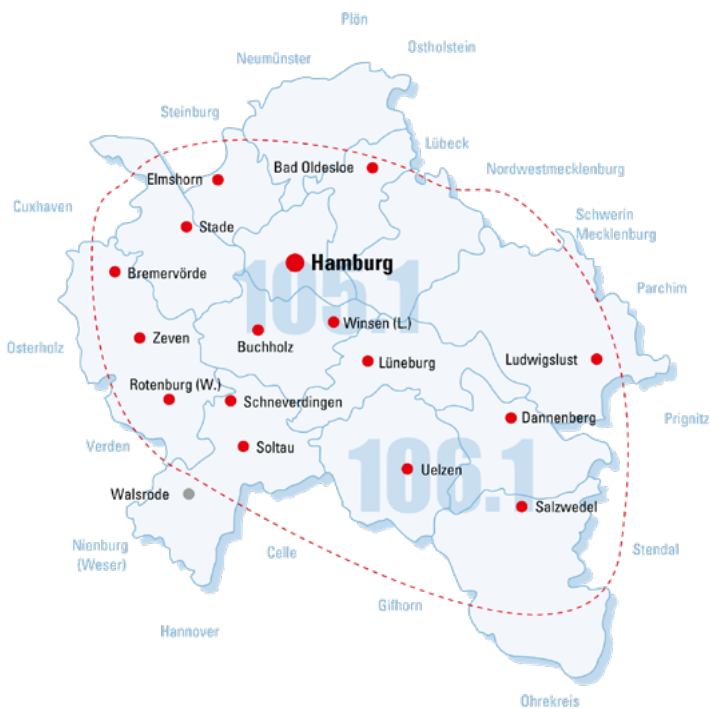 Plön
Ostholstein
Neumünster
Steinburg
Lübeck
Bad Oldesloe
Nordwestmecklenburg
Elmshorn
Cuxhaven
Schwerin
Mecklenburg
Stade
Hamburg
Bremervörde
105.1
Parchim
Winsen (L.)
Zeven
Buchholz
Osterholz
Ludwigslust
Lüneburg
Rotenburg (W.)
Schneverdingen
Dannenberg
Prignitz
Verden
Soltau
106.1
Uelzen
Walsrode
Salzwedel
Nienburg
(Weser)
Celle
Stendal
Gifhorn
Hannover
Ohrekreis